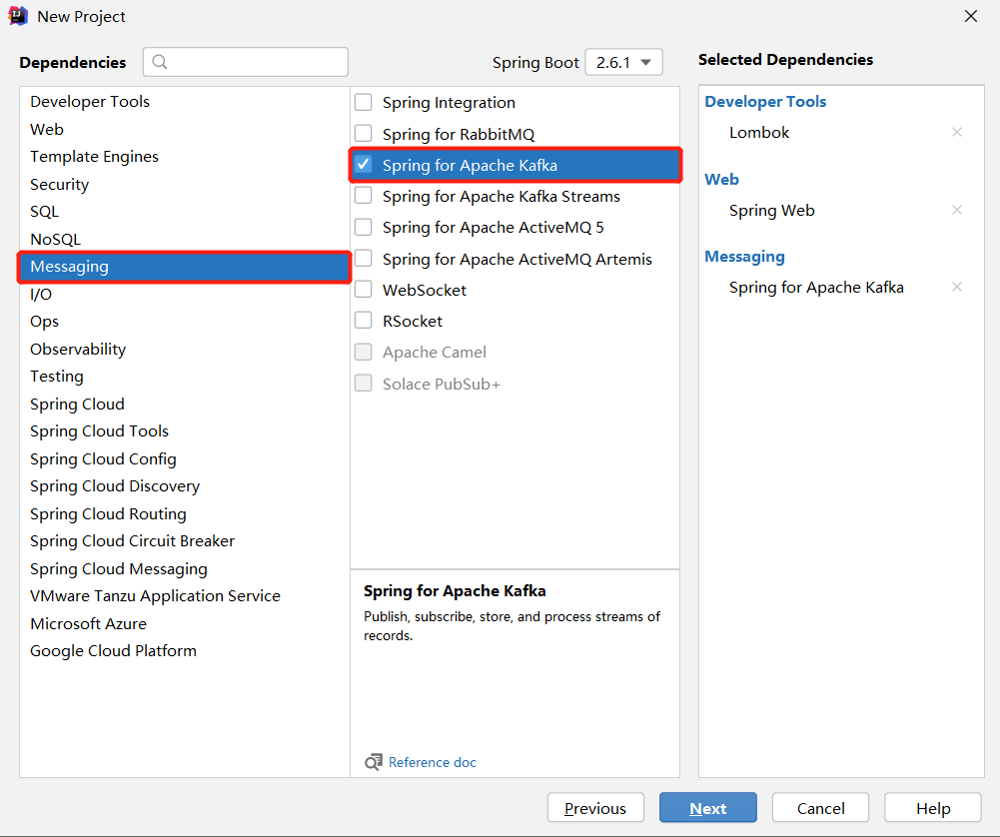 New Project
Dependencies
Spring Boot 2.6.1
Developer Tools
Web
Template Engines
Security
SQL
NoSQL
Messaging
I/O
Ops
Observability
Testing
Spring Cloud
Spring Cloud Tools
Spring Cloud Config
Spring Cloud Discovery
Spring Cloud Routing
Spring Cloud Circuit Breaker
Spring Cloud Messaging
VMware Tanzu Application Service
Microsoft Azure
Google Cloud Platform
Spring Integration
Spring for RabbitMQ
Spring for Apache Kafka
Spring for Apache Kafka Streams
Spring for Apache ActiveMQ 5
Spring for Apache ActiveMQ Artemis
WebSocket
RSocket
Apache Camel
Solace PubSub+
Spring for Apache Kafka
Publish, subscribe, store, and process streams of
records.
Reference doc
Selected Dependencies
Developer Tools
Lombok
Web
Spring Web
Messaging
Spring for Apache Kafka
Previous
Next
Cancel
Help